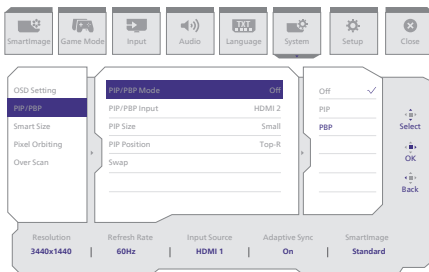 SmartImage
Game Mode
Input
Audio
TXT
Language
System
Setup
Close
OSD Setting
PIP/PBP
Smart Size
Pixel Orbiting
Over Scan
PIP/PBP Mode Off
PIP/PBP Input HDMI 2
PIP Size Small
PIP Position Top-R
Swap
Off
PIP
PBP
Select
OK
Back
Resolution Refresh Rate Input Source Adaptive Sync SmartImage
3440x1440 | 60Hz | HDMI 1 | On | Standard